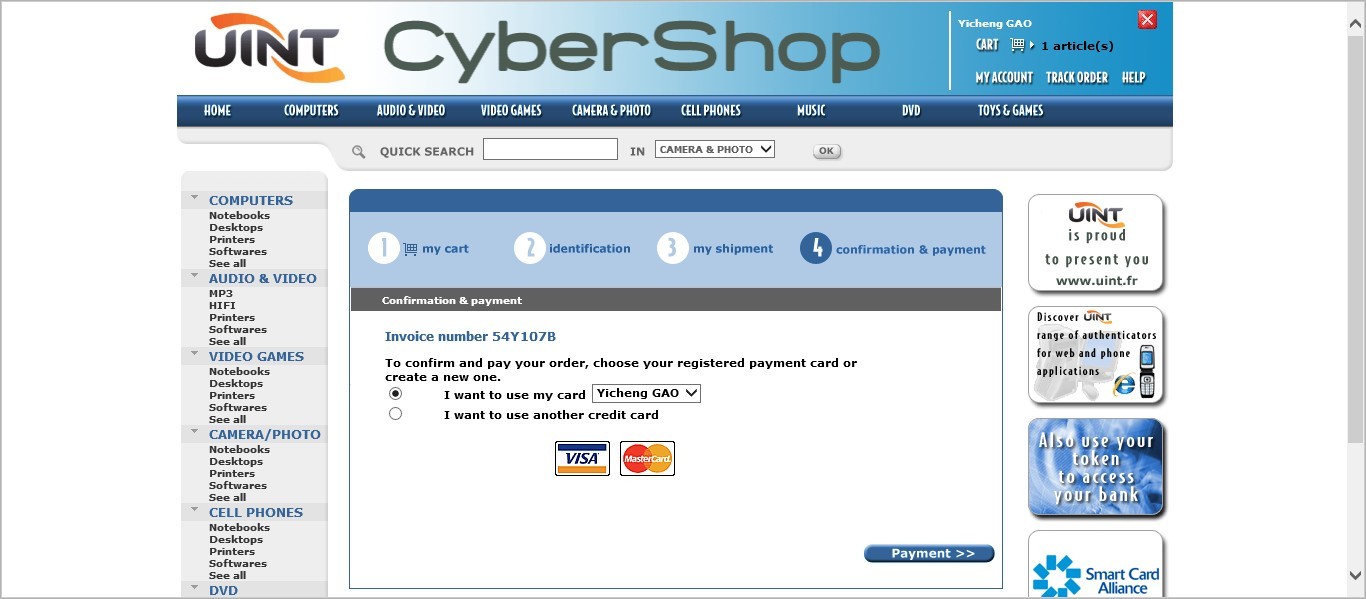 UINT CyberShop
Yicheng GAO
CART 1 article(s)
MY ACCOUNT TRACK ORDER HELP
HOME COMPUTERS AUDIO & VIDEO VIDEO GAMES CAMERA & PHOTO CELL PHONES MUSIC DVD TOYS & GAMES
QUICK SEARCH IN CAMERA & PHOTO OK
COMPUTERS
Notebooks
Desktops
Printers
Softwares
See all
AUDIO & VIDEO
MP3
HIFI
Printers
Softwares
See all
VIDEO GAMES
Notebooks
Desktops
Printers
Softwares
See all
CAMERA/PHOTO
Notebooks
Desktops
Printers
Softwares
See all
CELL PHONES
Notebooks
Desktops
Printers
Softwares
See all
DVD
1 my cart 2 identification 3 my shipment 4 confirmation & payment
Confirmation & payment
Invoice number 54Y107B
To confirm and pay your order, choose your registered payment card or
create a new one.
I want to use my card Yicheng GAO
I want to use another credit card
VISA MasterCard
Payment >>
UINT
is proud
to present you
www.uint.fr
Discover UINT
range of authenticators
for web and phone
applications
Also use your
token
to access
your bank
Smart Card
Alliance